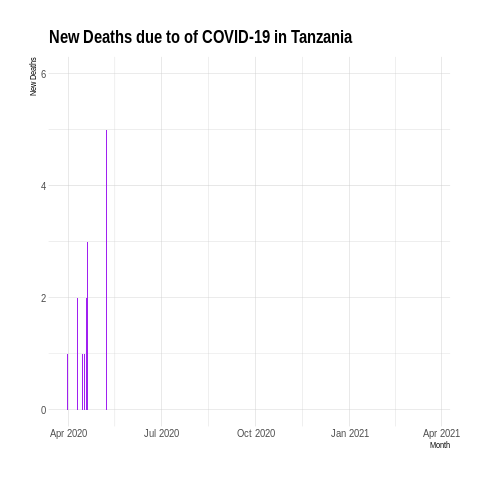 New Deaths due to of COVID-19 in Tanzania
New Deaths
6
4
2
0
Apr 2020
Jul 2020
Oct 2020
Jan 2021
Apr 2021
Month